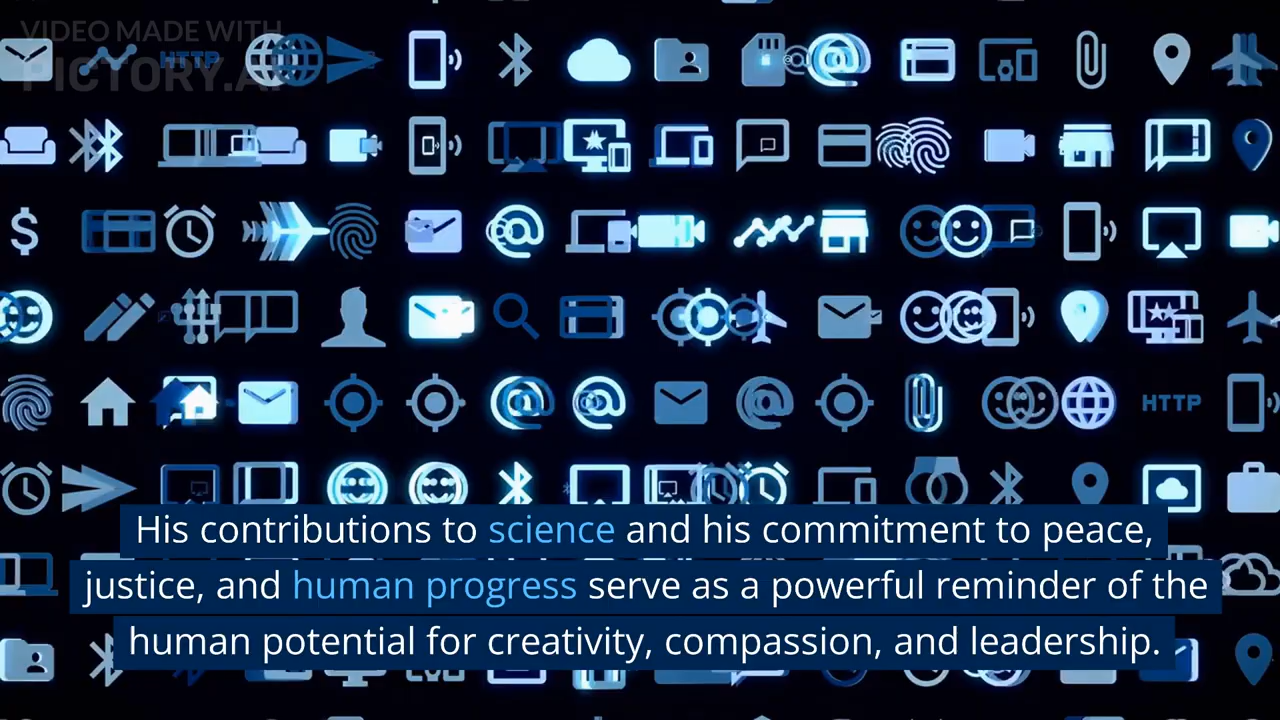 VIDEO MADE WITH
PICTORY.AI
HTTP
HTTP
His contributions to science and his commitment to peace,
justice, and human progress serve as a powerful reminder of the
human potential for creativity, compassion, and leadership.